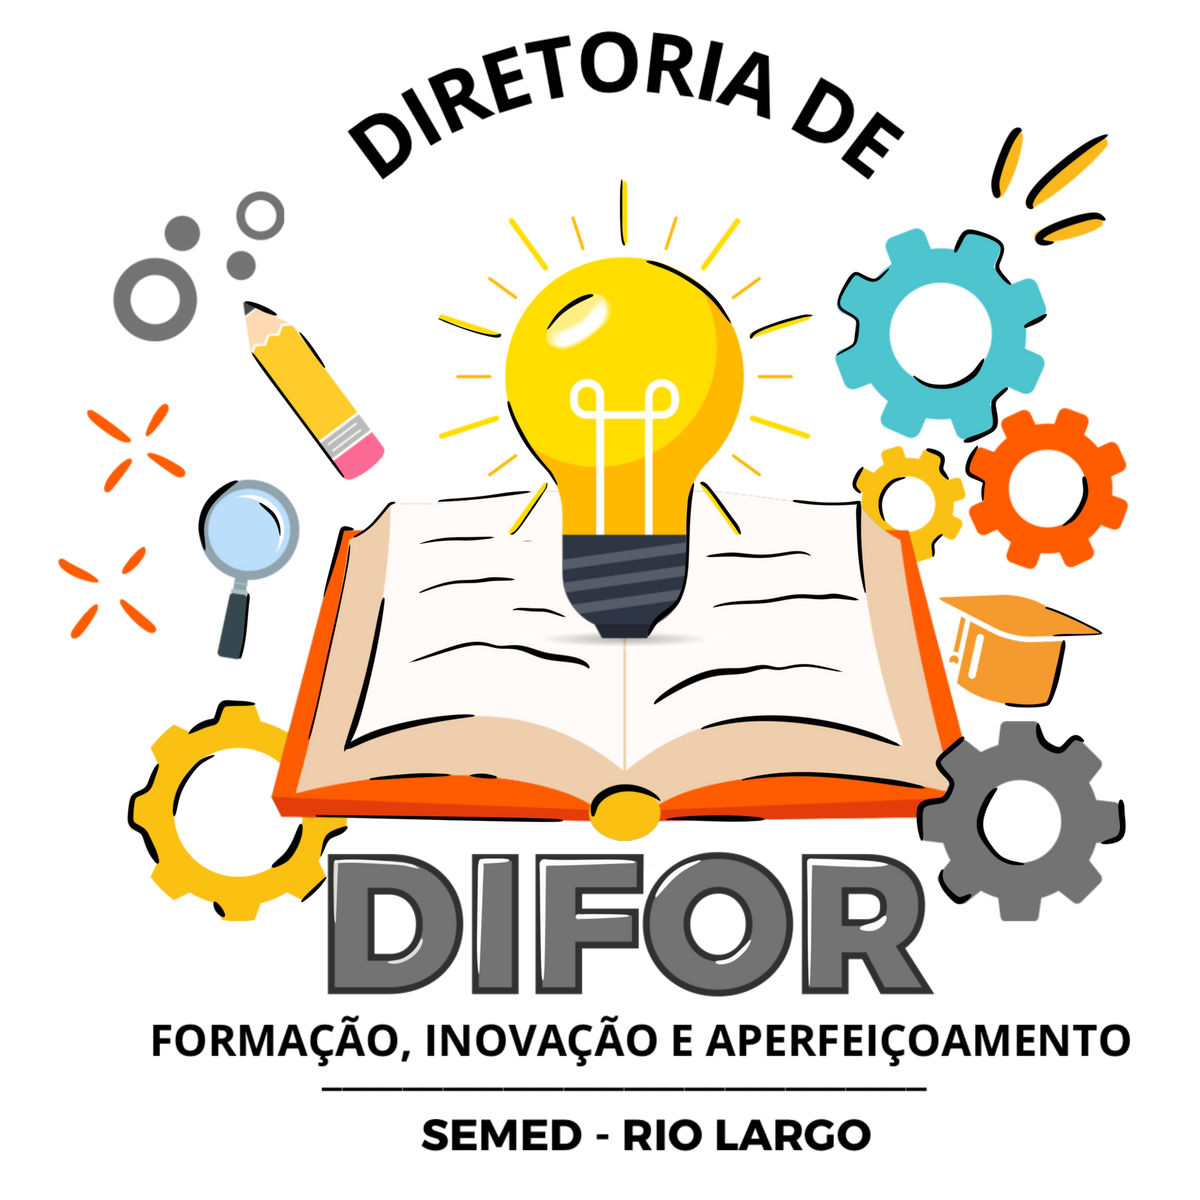 DIRETORIA DE
DIFOR
FORMAÇÃO, INOVAÇÃO E APERFEIÇOAMENTO
SEMED - RIO LARGO